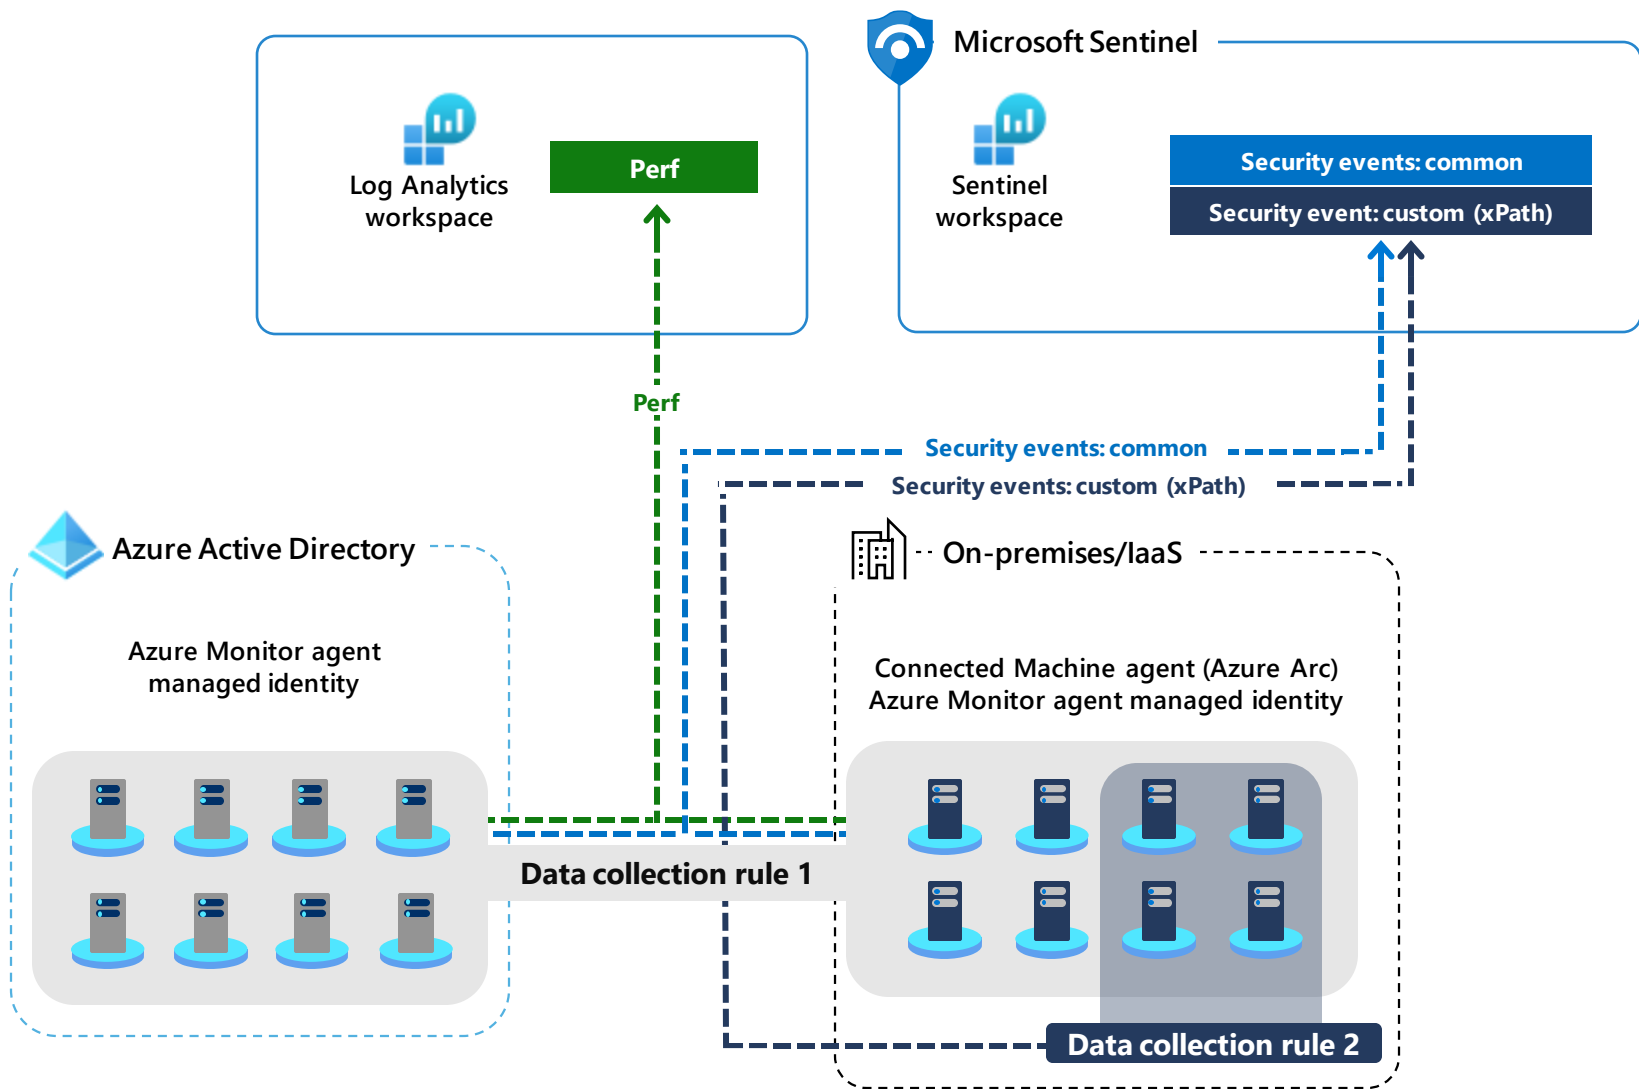 Microsoft Sentinel
Log Analytics
workspace
Perf
Sentinel
workspace
Security events: common
Security event: custom (xPath)
Perf
Security events: common
Security events: custom (xPath)
Azure Active Directory
On-premises/IaaS
Azure Monitor agent
managed identity
Connected Machine agent (Azure Arc)
Azure Monitor agent managed identity
Data collection rule 1
Data collection rule 2